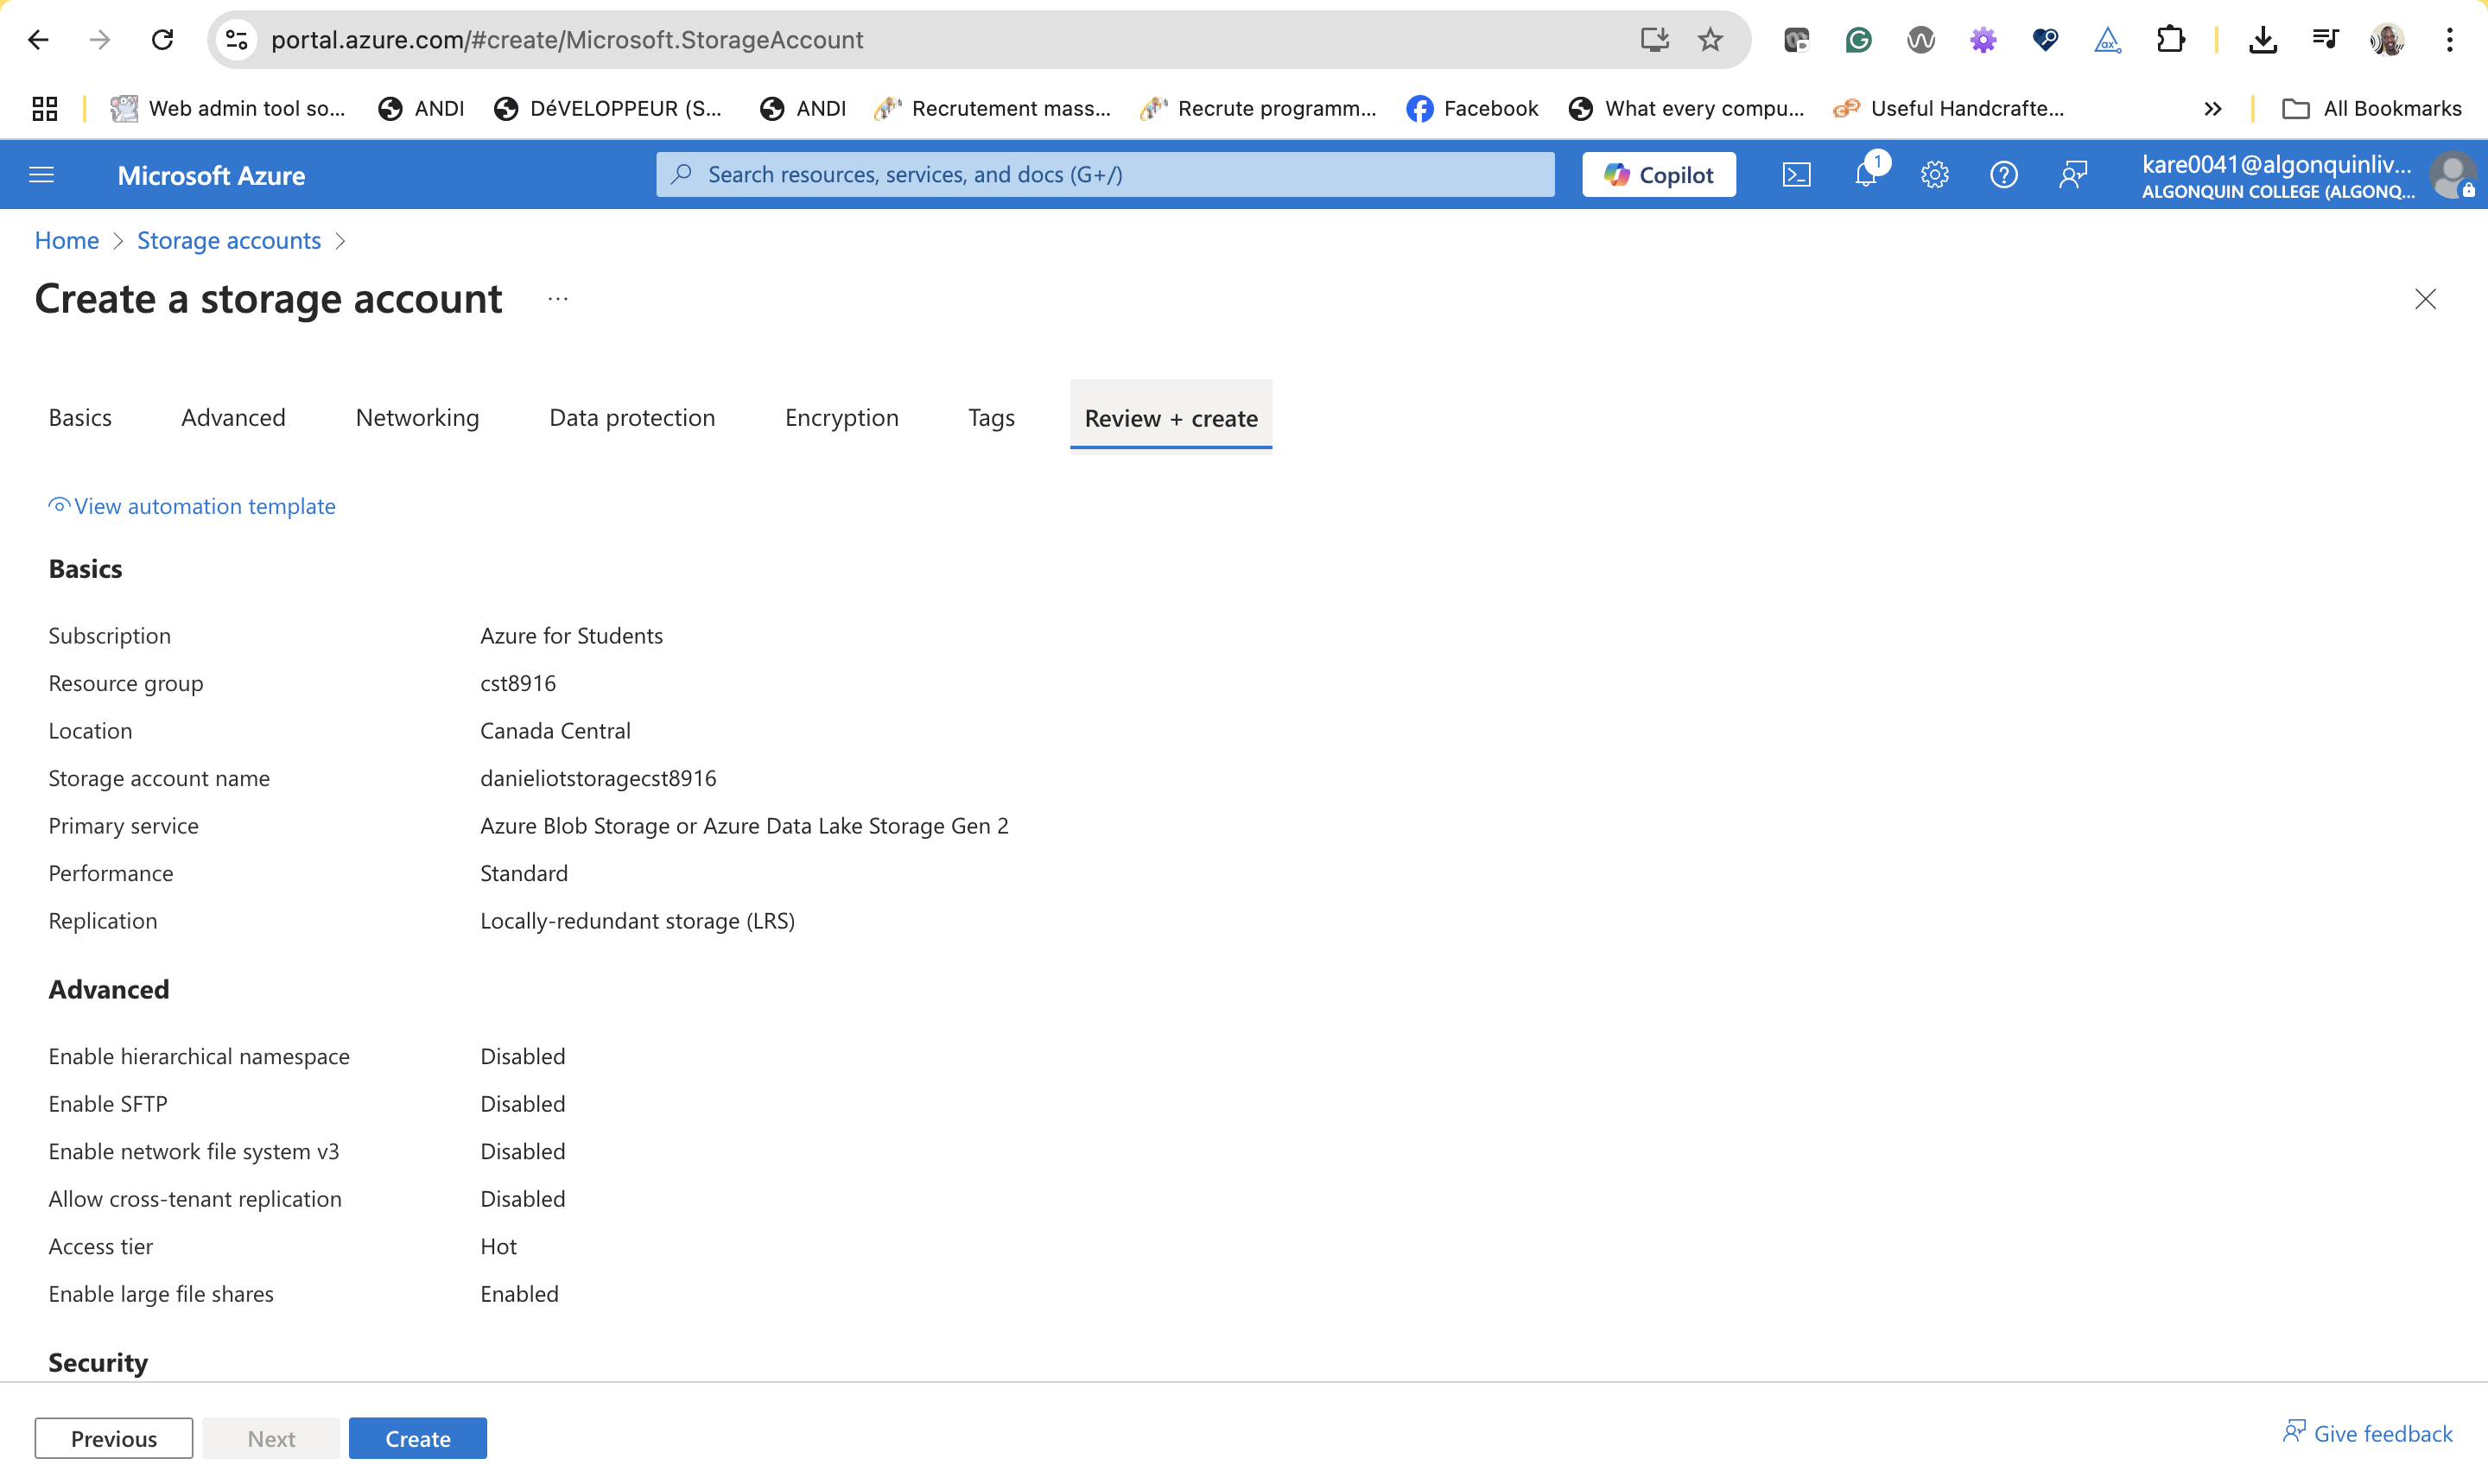 portal.azure.com/#create/Microsoft.StorageAccount
Web admin tool so... ANDI DéVELOPPEUR (S... ANDI Recrutement mass... Recrute programm... Facebook What every compu... Useful Handcrafte... » All Bookmarks
Microsoft Azure Search resources, services, and docs (G+/) Copilot 1 kare0041@algonquinliv...
ALGONQUIN COLLEGE (ALGONQ...
Home > Storage accounts >
Create a storage account ...
Basics Advanced Networking Data protection Encryption Tags Review + create
View automation template
Basics
Subscription Azure for Students
Resource group cst8916
Location Canada Central
Storage account name danieliotstoragecst8916
Primary service Azure Blob Storage or Azure Data Lake Storage Gen 2
Performance Standard
Replication Locally-redundant storage (LRS)
Advanced
Enable hierarchical namespace Disabled
Enable SFTP Disabled
Enable network file system v3 Disabled
Allow cross-tenant replication Disabled
Access tier Hot
Enable large file shares Enabled
Security
Previous Next Create Give feedback